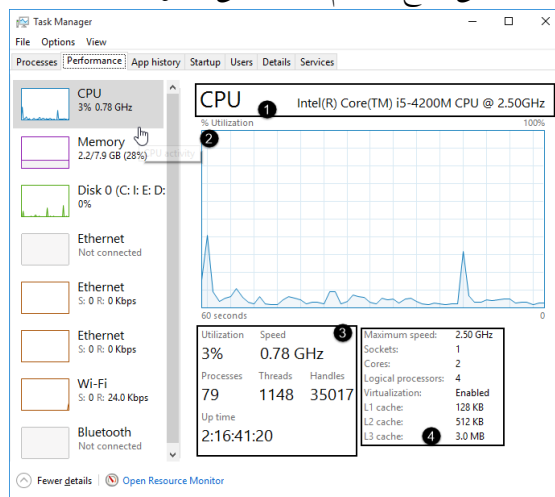 Task Manager
File Options View
Processes Performance App history Startup Users Details Services
CPU
3% 0.78 GHz
Memory
2.2/7.9 GB (28%)
CPU activity
Disk 0 (C: I: E: D:
0%
Ethernet
Not connected
Ethernet
S: 0 R: 0 Kbps
Ethernet
S: 0 R: 0 Kbps
Wi-Fi
S: 0 R: 24.0 Kbps
Bluetooth
Not connected
CPU 1 Intel(R) Core(TM) i5-4200M CPU @ 2.50GHz
% Utilization 100%
2
60 seconds 0
Utilization Speed 3
3% 0.78 GHz
Processes Threads Handles
79 1148 35017
Up time
2:16:41:20
Maximum speed: 2.50 GHz
Sockets: 1
Cores: 2
Logical processors: 4
Virtualization: Enabled
L1 cache: 128 KB
L2 cache: 512 KB
L3 cache: 4 3.0 MB
Fewer details Open Resource Monitor